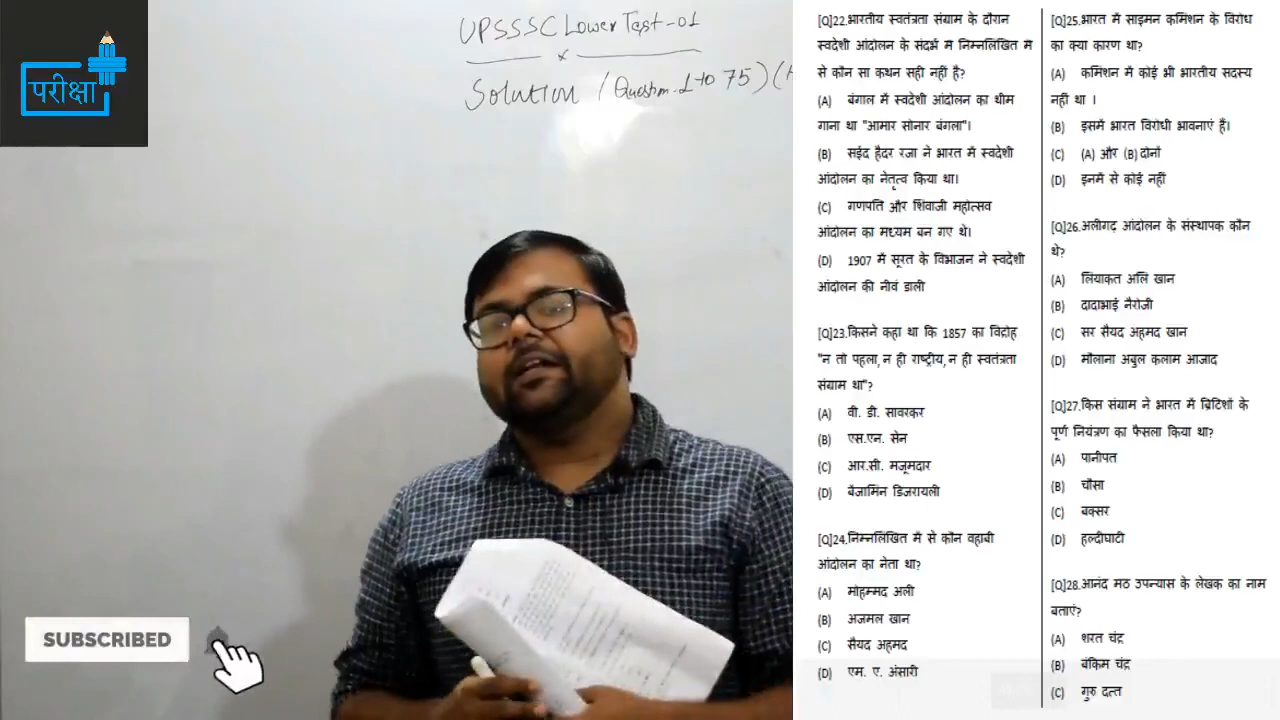 परीक्षा
UPSSSC Lower Test-01
Solution (Question.1 to 75)
SUBSCRIBED
[Q]22.भारतीय स्वतंत्रता संग्राम के दौरान
स्वदेशी आंदोलन के संदर्भ में निम्नलिखित में
से कौन सा कथन सही नहीं है?
(A) बंगाल में स्वदेशी आंदोलन का थीम
गाना था "आमार सोनार बंगला"।
(B) सईद हैदर रजा ने भारत में स्वदेशी
आंदोलन का नेतृत्व किया था।
(C) गणपति और शिवाजी महोत्सव
आंदोलन का मध्यम बन गए थे।
(D) 1907 में सूरत के विभाजन ने स्वदेशी
आंदोलन की नीवं डाली
[Q]23.किसने कहा था कि 1857 का विद्रोह
"न तो पहला, न ही राष्ट्रीय, न ही स्वतंत्रता
संग्राम था"?
(A) वी. डी. सावरकर
(B) एस.एन. सेन
(C) आर.सी. मजूमदार
(D) बेंजामिन डिजरायली
[Q]24.निम्नलिखित में से कौन वहाबी
आंदोलन का नेता था?
(A) मोहम्मद अली
(B) अजमल खान
(C) सैयद अहमद
(D) एम. ए. अंसारी
[Q]25.भारत में साइमन कमिशन के विरोध
का क्या कारण था?
(A) कमिशन में कोई भी भारतीय सदस्य
नहीं था ।
(B) इसमें भारत विरोधी भावनाएं हैं।
(C) (A) और (B) दोनों
(D) इनमें से कोई नहीं
[Q]26.अलीगढ़ आंदोलन के संस्थापक कौन
थे?
(A) लियाकत अलि खान
(B) दादाभाई नैरोजी
(C) सर सैयद अहमद खान
(D) मौलाना अबुल कलाम आजाद
[Q]27.किस संग्राम ने भारत में ब्रिटिशों के
पूर्ण नियंत्रण का फैसला किया था?
(A) पानीपत
(B) चौसा
(C) बक्सर
(D) हल्दीघाटी
[Q]28.आनंद मठ उपन्यास के लेखक का नाम
बताएं?
(A) शरत चंद्र
(B) बंकिम चंद्र
(C) गुरु दत्त